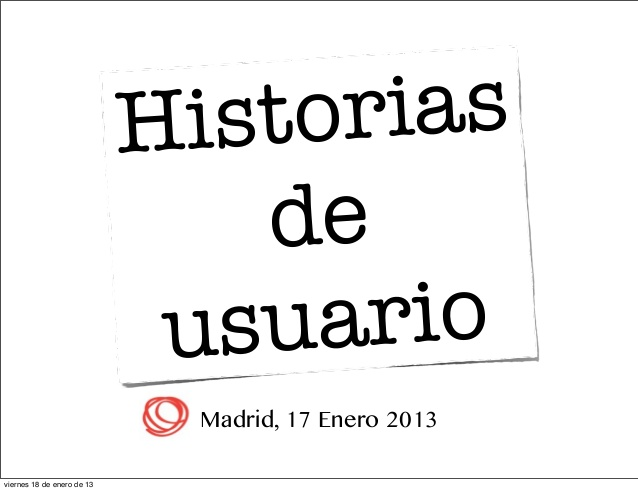 Historias
de
usuario
Madrid, 17 Enero 2013
viernes 18 de enero de 13